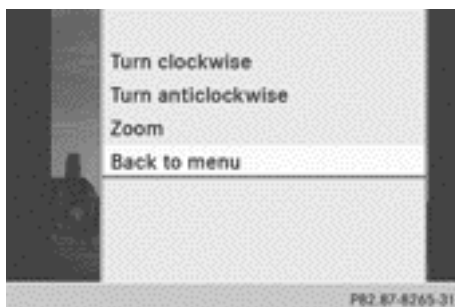 Turn clockwise
Turn anticlockwise
Zoom
Back to menu
P82.87-8265-31